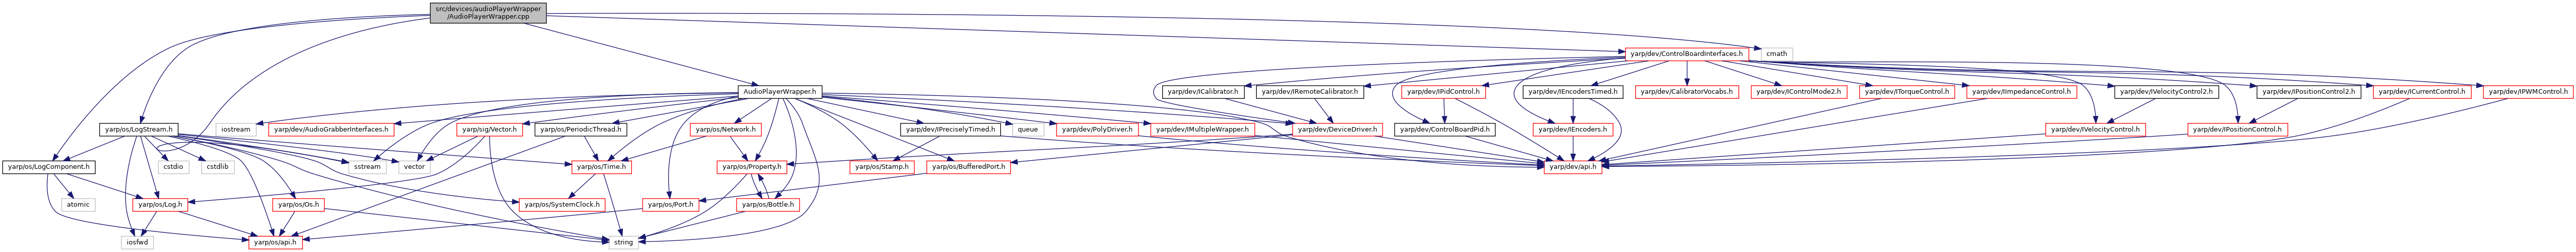 src/devices/audioPlayerWrapper
/AudioPlayerWrapper.cpp
yarp/dev/ControlBoardInterfaces.h
cmath
AudioPlayerWrapper.h
yarp/dev/ICalibrator.h
yarp/dev/IRemoteCalibrator.h
yarp/dev/IPidControl.h
yarp/dev/IEncodersTimed.h
yarp/dev/CalibratorVocabs.h
yarp/dev/IControlMode2.h
yarp/dev/ITorqueControl.h
yarp/dev/IImpedanceControl.h
yarp/dev/IVelocityControl2.h
yarp/dev/IPositionControl2.h
yarp/dev/ICurrentControl.h
yarp/dev/IPWMControl.h
yarp/os/LogStream.h
iostream
yarp/dev/AudioGrabberInterfaces.h
yarp/sig/Vector.h
yarp/os/PeriodicThread.h
yarp/os/Network.h
yarp/dev/IPreciselyTimed.h
queue
yarp/dev/PolyDriver.h
yarp/dev/IMultipleWrapper.h
yarp/dev/DeviceDriver.h
yarp/dev/ControlBoardPid.h
yarp/dev/IEncoders.h
yarp/dev/IVelocityControl.h
yarp/dev/IPositionControl.h
yarp/os/LogComponent.h
cstdio
cstdlib
sstream
vector
yarp/os/Time.h
yarp/os/Property.h
yarp/os/Stamp.h
yarp/os/BufferedPort.h
yarp/dev/api.h
atomic
yarp/os/Log.h
yarp/os/Os.h
yarp/os/SystemClock.h
yarp/os/Port.h
yarp/os/Bottle.h
iosfwd
yarp/os/api.h
string